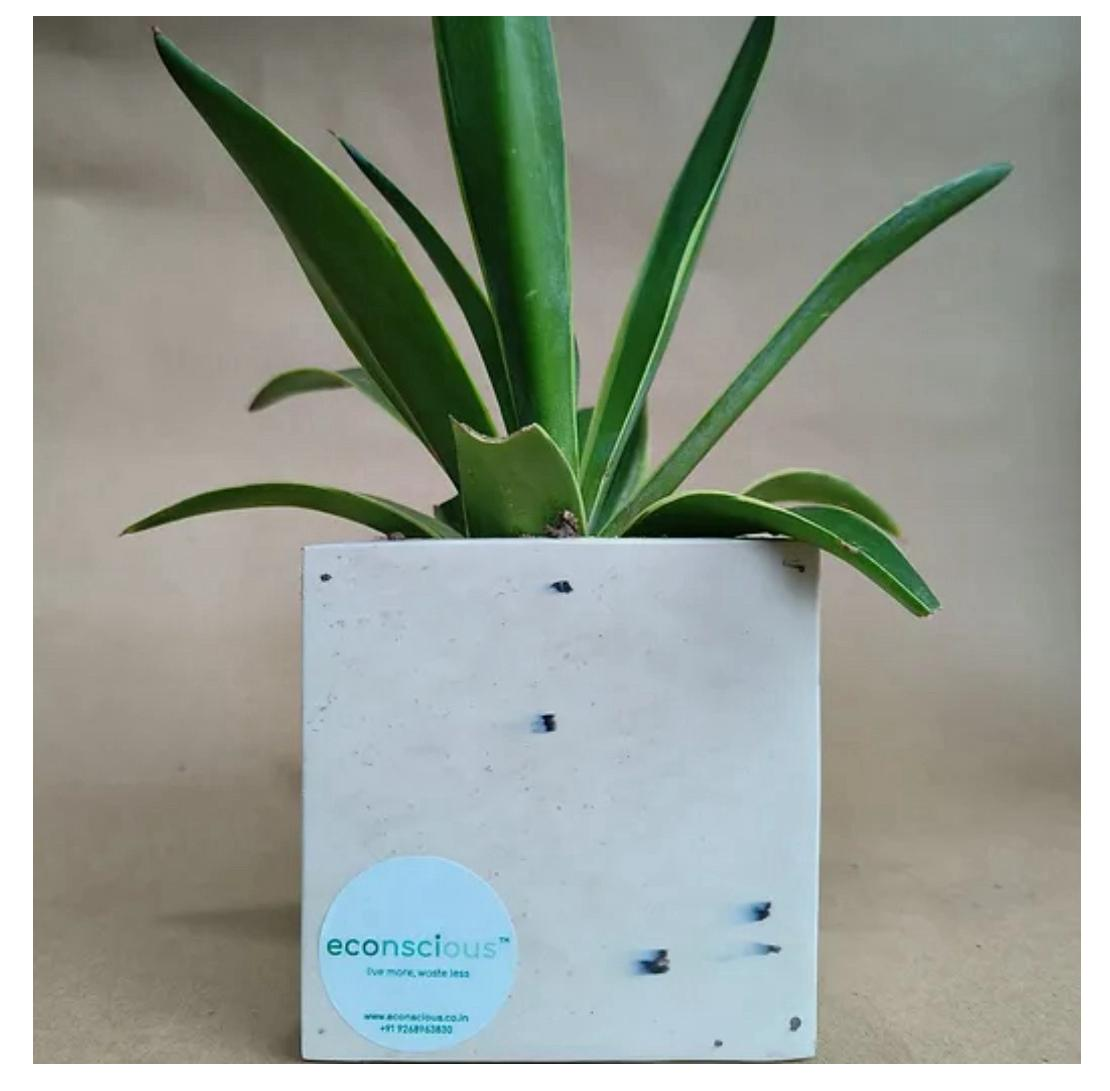 econscious™
live more, waste less
www.econscious.co.in
+91 9268963830